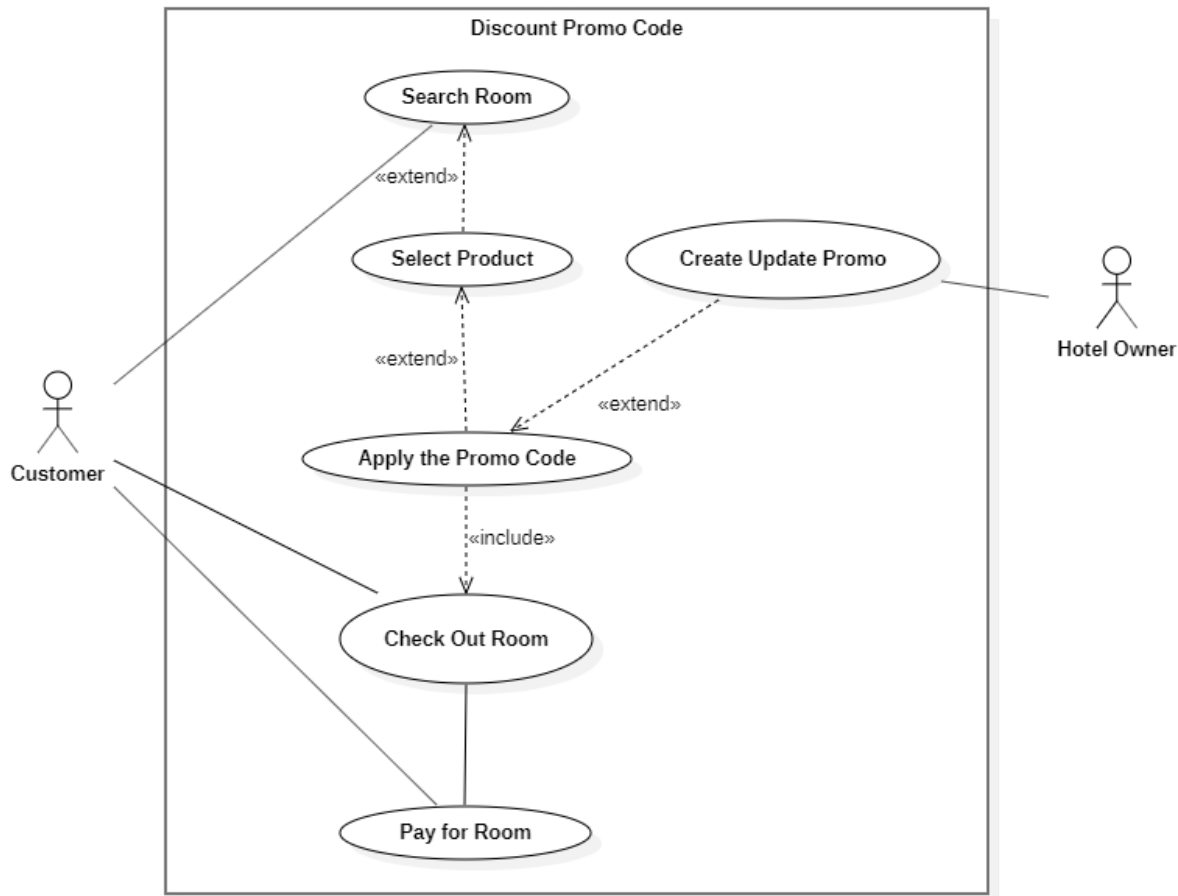 Discount Promo Code
Search Room
«extend»
Select Product
Create Update Promo
Hotel Owner
«extend»
«extend»
Apply the Promo Code
Customer
«include»
Check Out Room
Pay for Room